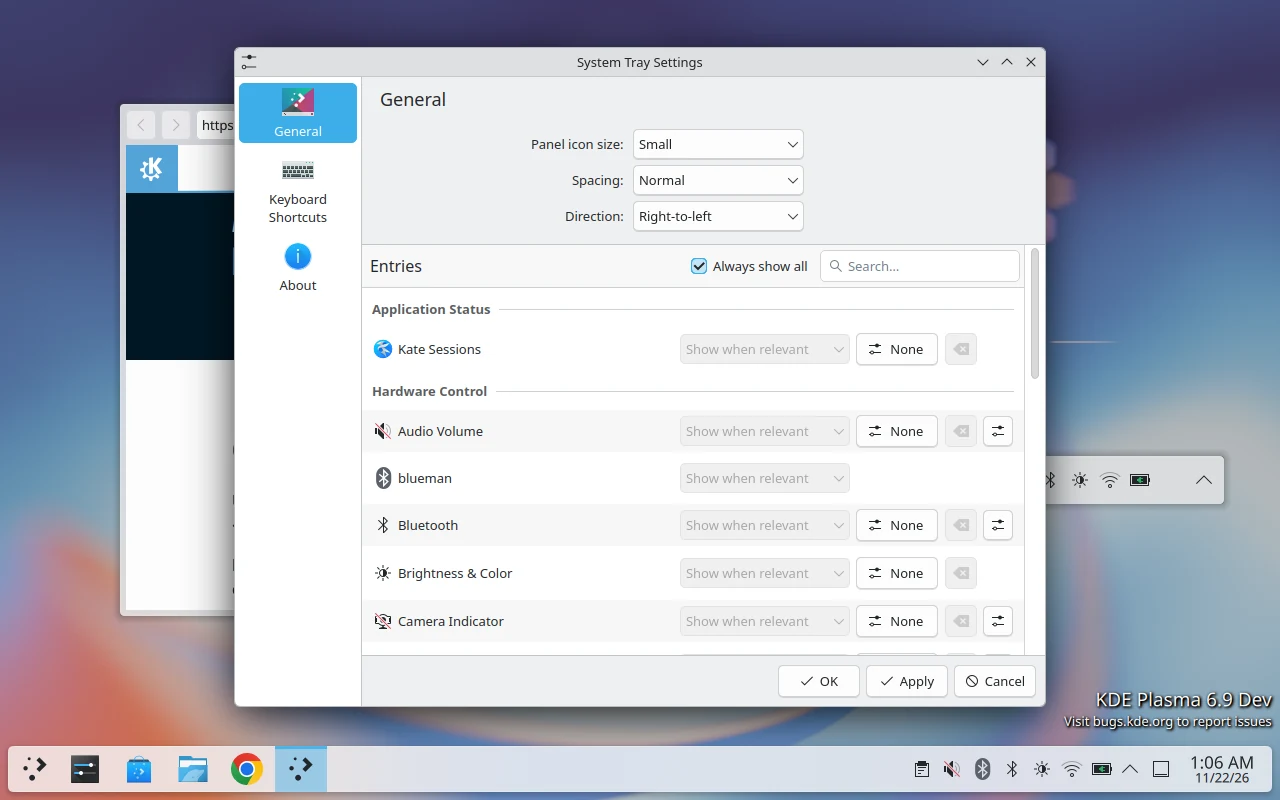 System Tray Settings
General
Keyboard
Shortcuts
About
https
General
Panel icon size:
Small
Spacing:
Normal
Direction:
Right-to-left
Entries
Always show all
Search...
Application Status
Kate Sessions
Show when relevant
None
Hardware Control
Audio Volume
Show when relevant
None
blueman
Show when relevant
Bluetooth
Show when relevant
None
Brightness & Color
Show when relevant
None
Camera Indicator
Show when relevant
None
OK
Apply
Cancel
KDE Plasma 6.9 Dev
Visit bugs.kde.org to report issues
1:06 AM
11/22/26